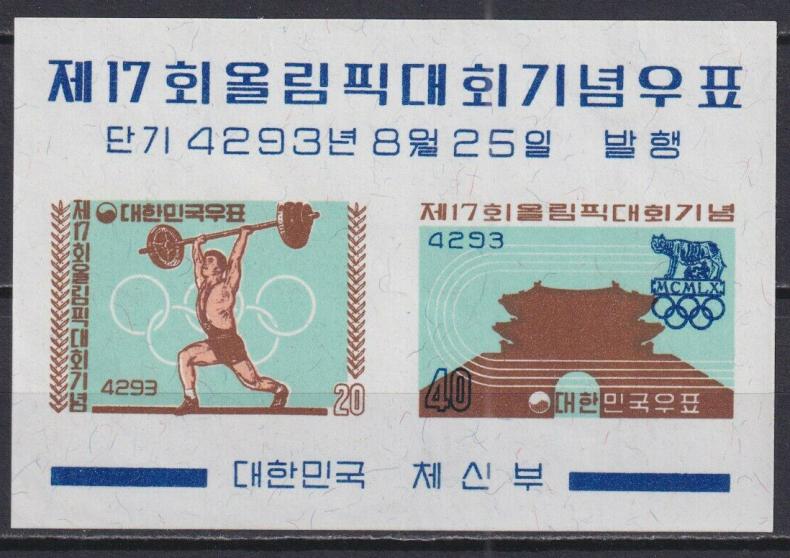 제17회올림픽대회기념우표
단기 4293년 8월 25일 발행
제17회올림픽대회기념
대한민국우표
4293
20
제17회올림픽대회기념
4293
MCMLX
40
대한민국우표
대한민국 체신부